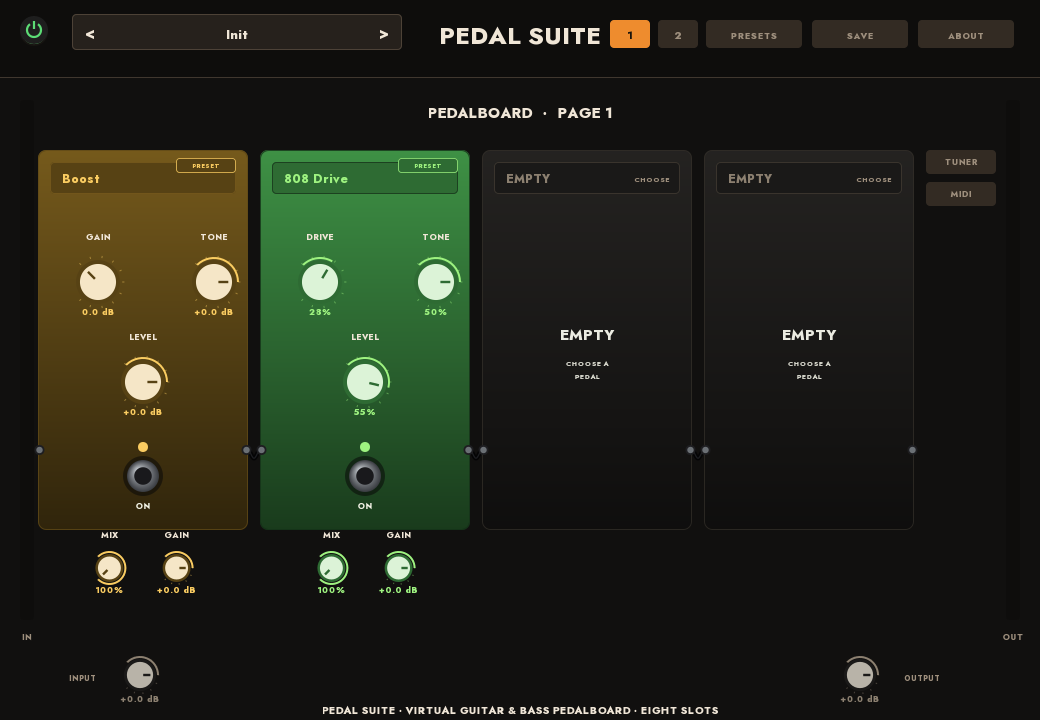 < Init >
PEDAL SUITE 1 2 PRESETS SAVE ABOUT
PEDALBOARD · PAGE 1
PRESET
Boost
GAIN TONE
0.0 dB +0.0 dB
LEVEL
+0.0 dB
ON
MIX GAIN
100% +0.0 dB
PRESET
808 Drive
DRIVE TONE
28% 50%
LEVEL
55%
ON
MIX GAIN
100% +0.0 dB
EMPTY CHOOSE
EMPTY
CHOOSE A
PEDAL
EMPTY CHOOSE
EMPTY
CHOOSE A
PEDAL
TUNER
MIDI
IN OUT
INPUT +0.0 dB
OUTPUT +0.0 dB
PEDAL SUITE · VIRTUAL GUITAR & BASS PEDALBOARD · EIGHT SLOTS